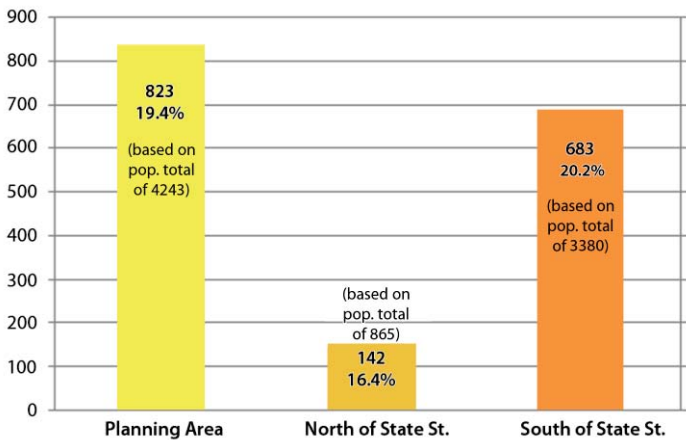 900
800
700
600
500
400
300
200
100
0
823
19.4%
(based on
pop. total
of 4243)
(based on
pop. total
of 865)
142
16.4%
683
20.2%
(based on
pop. total
of 3380)
Planning Area
North of State St.
South of State St.